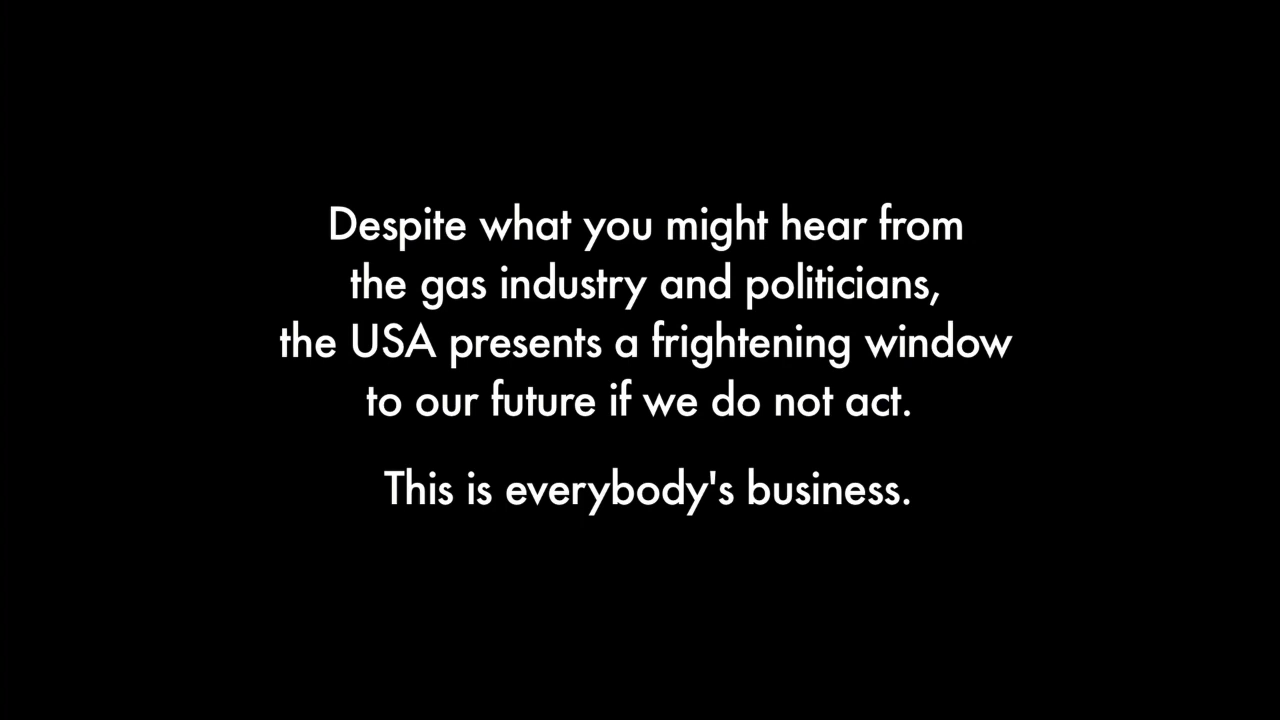 Despite what you might hear from
the gas industry and politicians,
the USA presents a frightening window
to our future if we do not act.
This is everybody's business.